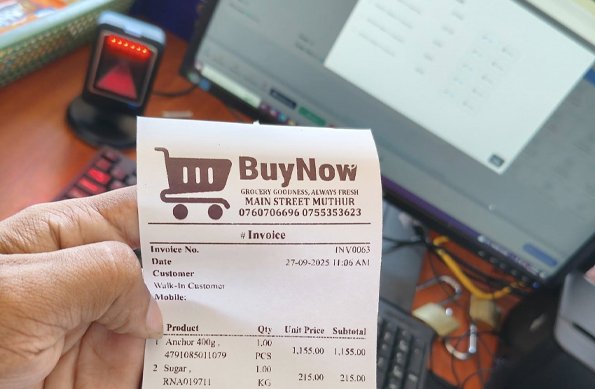 BuyNow
GROCERY GOODNESS, ALWAYS FRESH
MAIN STREET MUTHUR
0760706696 0755353623
# Invoice
Invoice No. INV0063
Date 27-09-2025 11:06 AM
Customer
Walk-In Customer
Mobile:
Product Qty Unit Price Subtotal
1 Anchor 400g , 1.00 1,155.00 1,155.00
4791085011079 PCS
2 Sugar , 1.00 215.00 215.00
RNA019711 KG